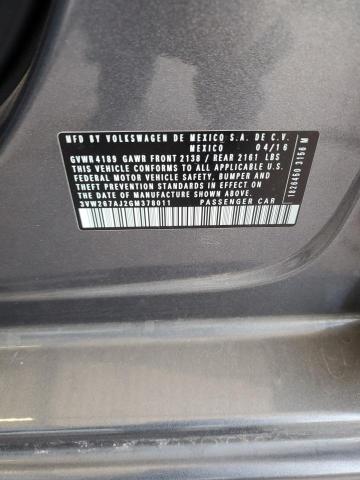 MFD. BY VOLKSWAGEN DE MEXICO S.A. DE C.V.
MEXICO 04/16
GVWR 4189 GAWR FRONT 2138 / REAR 2161 LBS
THIS VEHICLE CONFORMS TO ALL APPLICABLE U.S.
FEDERAL MOTOR VEHICLE SAFETY, BUMPER AND
THEFT PREVENTION STANDARDS IN EFFECT ON
THE DATE OF MANUFACTURE SHOWN ABOVE.
3VW267AJ2GM378011 PASSENGER CAR
1828460 3156 M